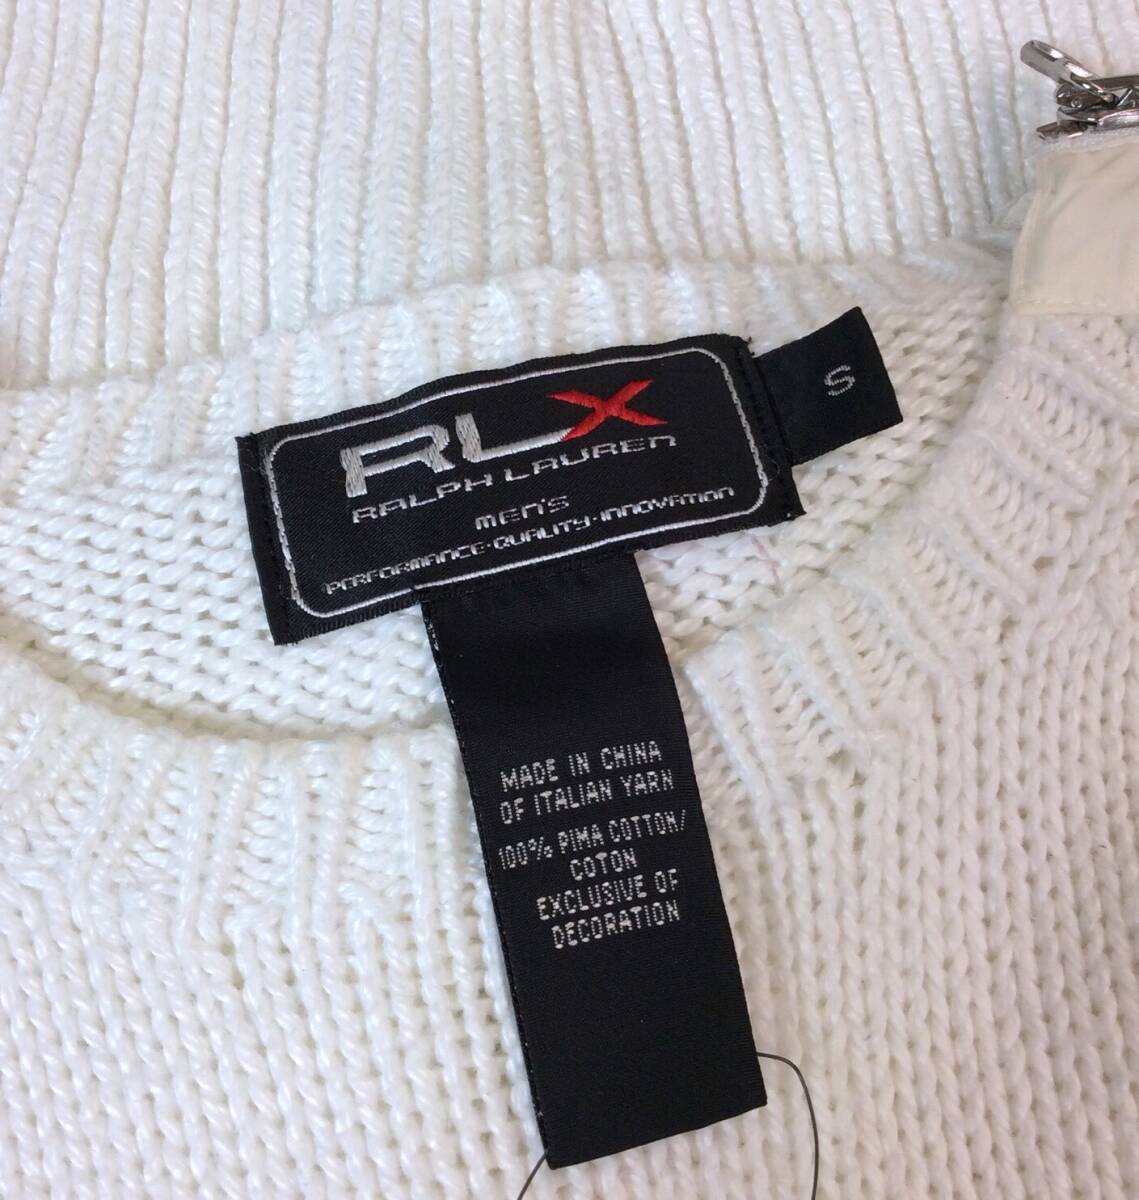 RLX
RALPH LAUREN
MEN'S
PERFORMANCE·QUALITY·INNOVATION
S
MADE IN CHINA
OF ITALIAN YARN
100% PIMA COTTON/
COTON
EXCLUSIVE OF
DECORATION